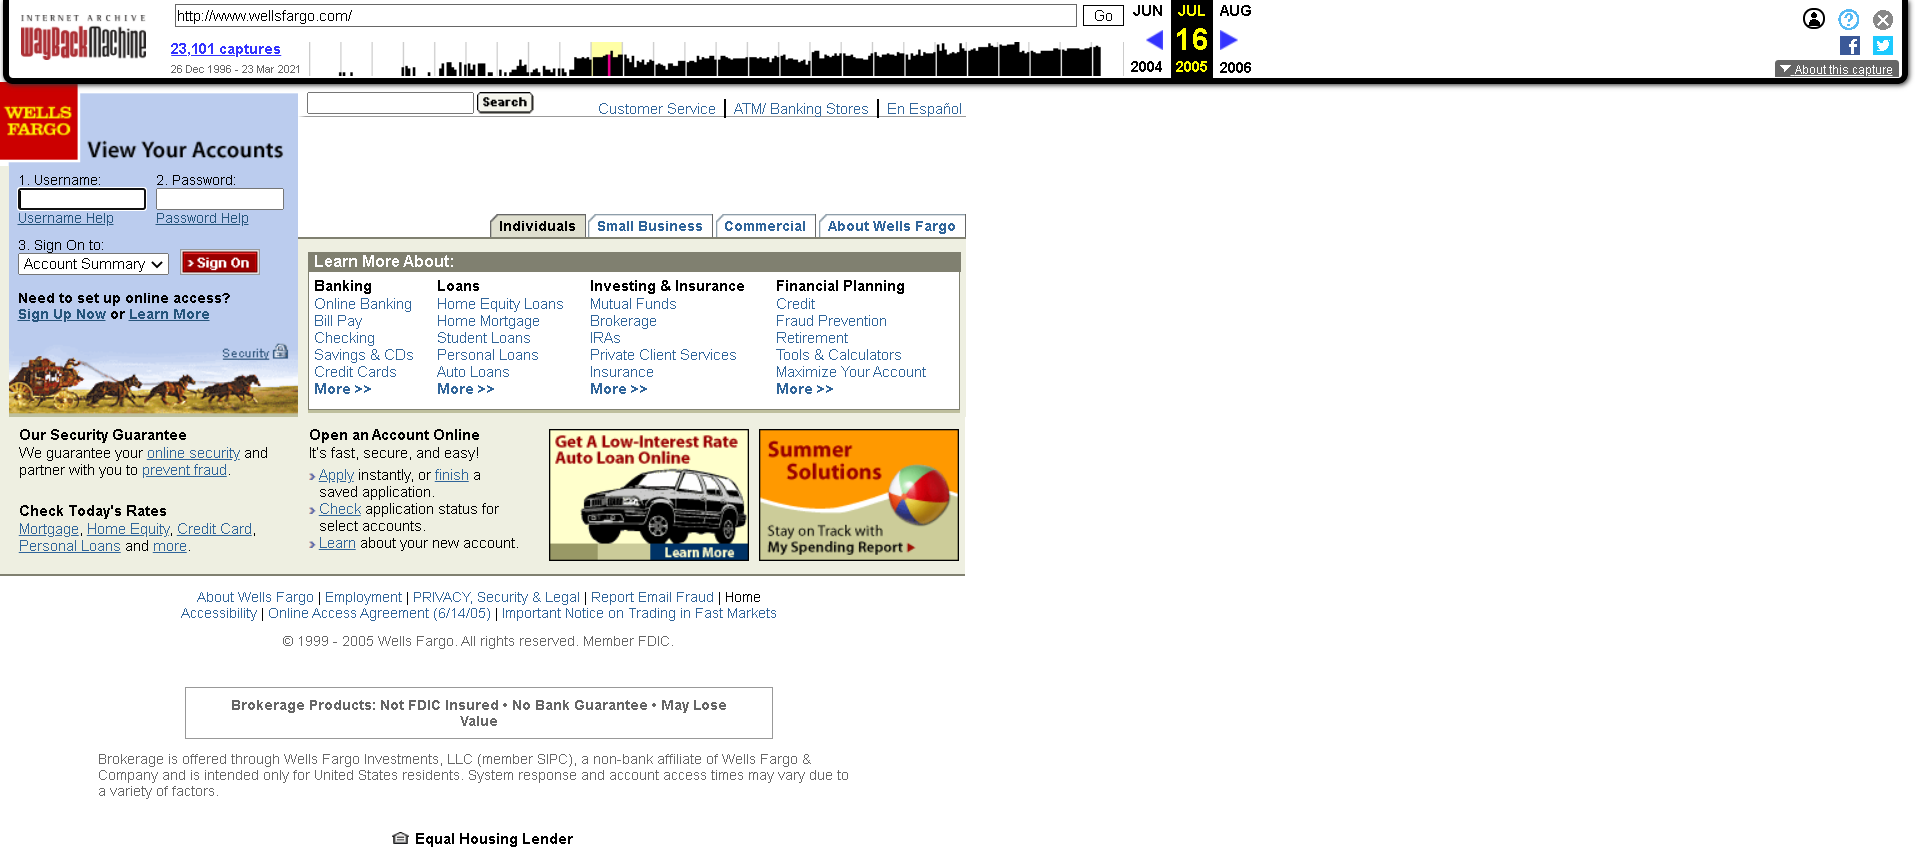 INTERNET ARCHIVE
WayBackMachine
http://www.wellsfargo.com/
Go
JUN JUL AUG
23,101 captures
16
26 Dec 1996 - 23 Mar 2021
2004 2005 2006
About this capture
WELLS
FARGO
Search
Customer Service | ATM/ Banking Stores | En Español
View Your Accounts
1. Username:
2. Password:
Username Help
Password Help
3. Sign On to:
Account Summary
Sign On
Need to set up online access?
Sign Up Now or Learn More
Security
Individuals
Small Business
Commercial
About Wells Fargo
Learn More About:
Banking
Online Banking
Bill Pay
Checking
Savings & CDs
Credit Cards
More >>
Loans
Home Equity Loans
Home Mortgage
Student Loans
Personal Loans
Auto Loans
More >>
Investing & Insurance
Mutual Funds
Brokerage
IRAs
Private Client Services
Insurance
More >>
Financial Planning
Credit
Fraud Prevention
Retirement
Tools & Calculators
Maximize Your Account
More >>
Our Security Guarantee
We guarantee your online security and
partner with you to prevent fraud.
Check Today's Rates
Mortgage, Home Equity, Credit Card,
Personal Loans and more.
Open an Account Online
It's fast, secure, and easy!
Apply instantly, or finish a
saved application.
Check application status for
select accounts.
Learn about your new account.
Get A Low-Interest Rate
Auto Loan Online
Learn More
Summer
Solutions
Stay on Track with
My Spending Report
About Wells Fargo | Employment | PRIVACY, Security & Legal | Report Email Fraud | Home
Accessibility | Online Access Agreement (6/14/05) | Important Notice on Trading in Fast Markets
© 1999 - 2005 Wells Fargo. All rights reserved. Member FDIC.
Brokerage Products: Not FDIC Insured • No Bank Guarantee • May Lose
Value
Brokerage is offered through Wells Fargo Investments, LLC (member SIPC), a non-bank affiliate of Wells Fargo &
Company and is intended only for United States residents. System response and account access times may vary due to
a variety of factors.
Equal Housing Lender